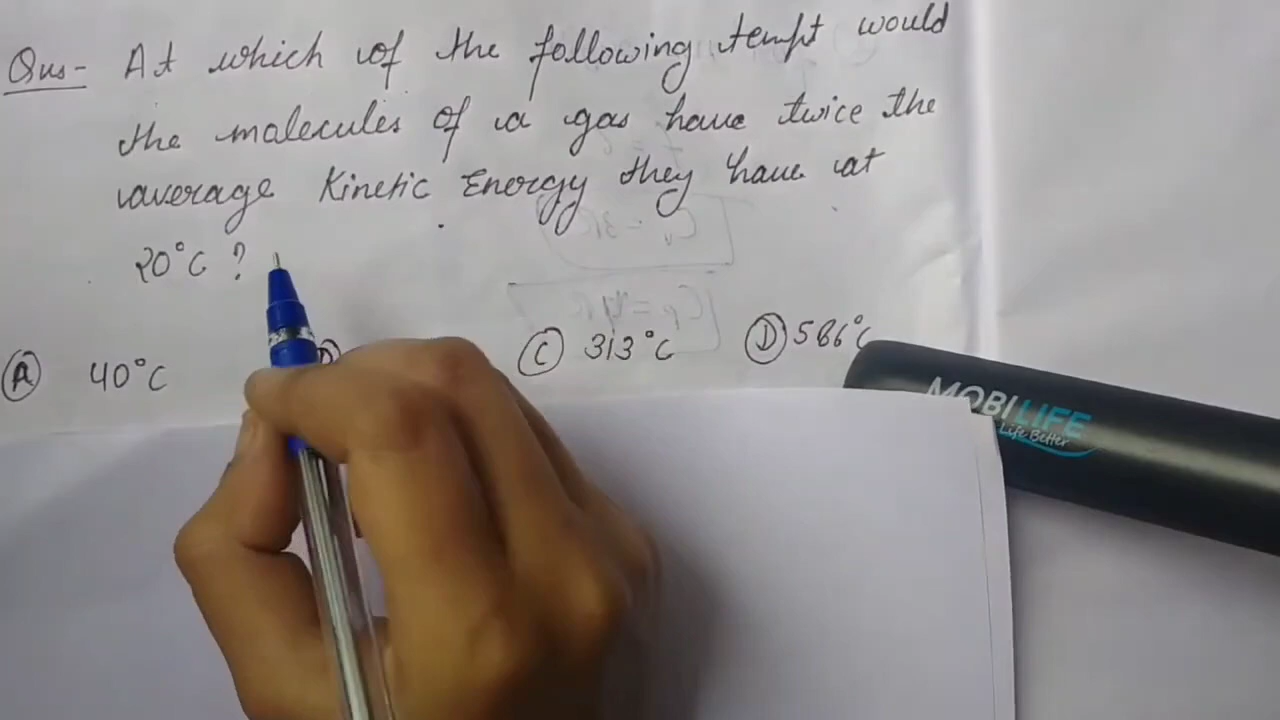 Qus- At which of the following tempt would
the molecules of a gas have twice the
average Kinetic Energy they have at
20°C ?
A 40°C
C 313°C D 586°C
MOBILIFE
Life Better